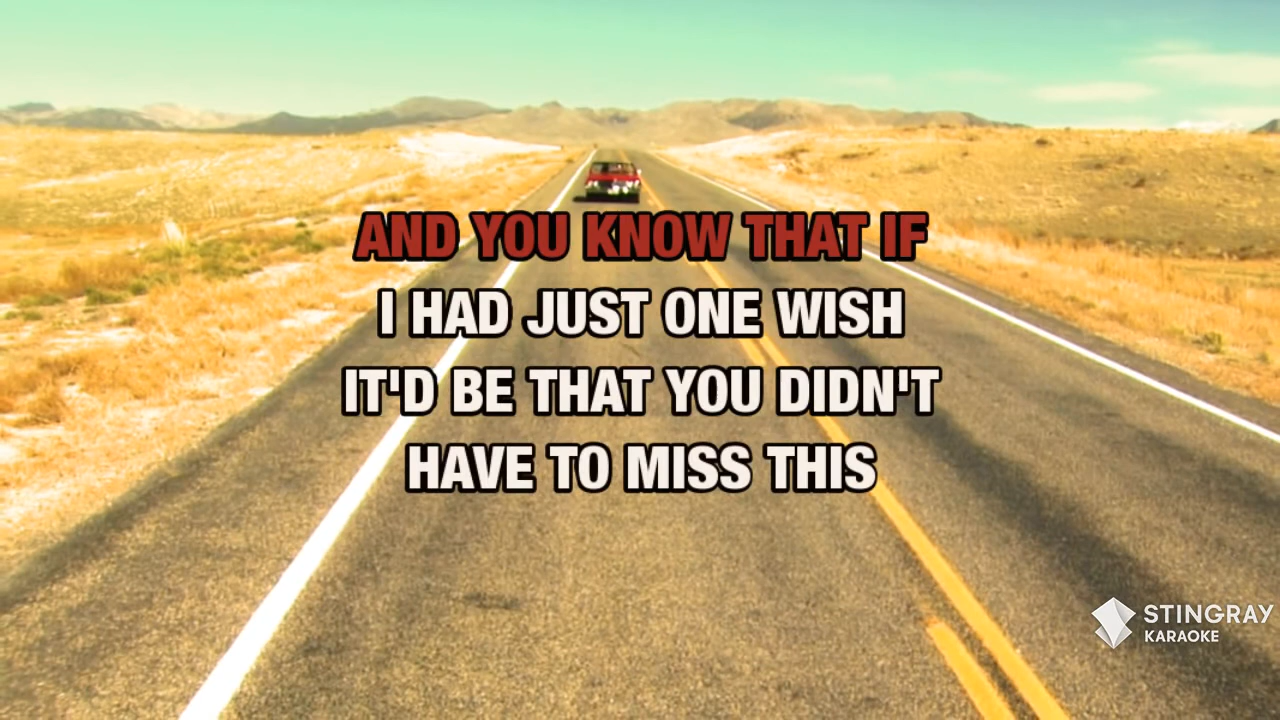 AND YOU KNOW THAT IF
I HAD JUST ONE WISH
IT'D BE THAT YOU DIDN'T
HAVE TO MISS THIS
STINGRAY
KARAOKE